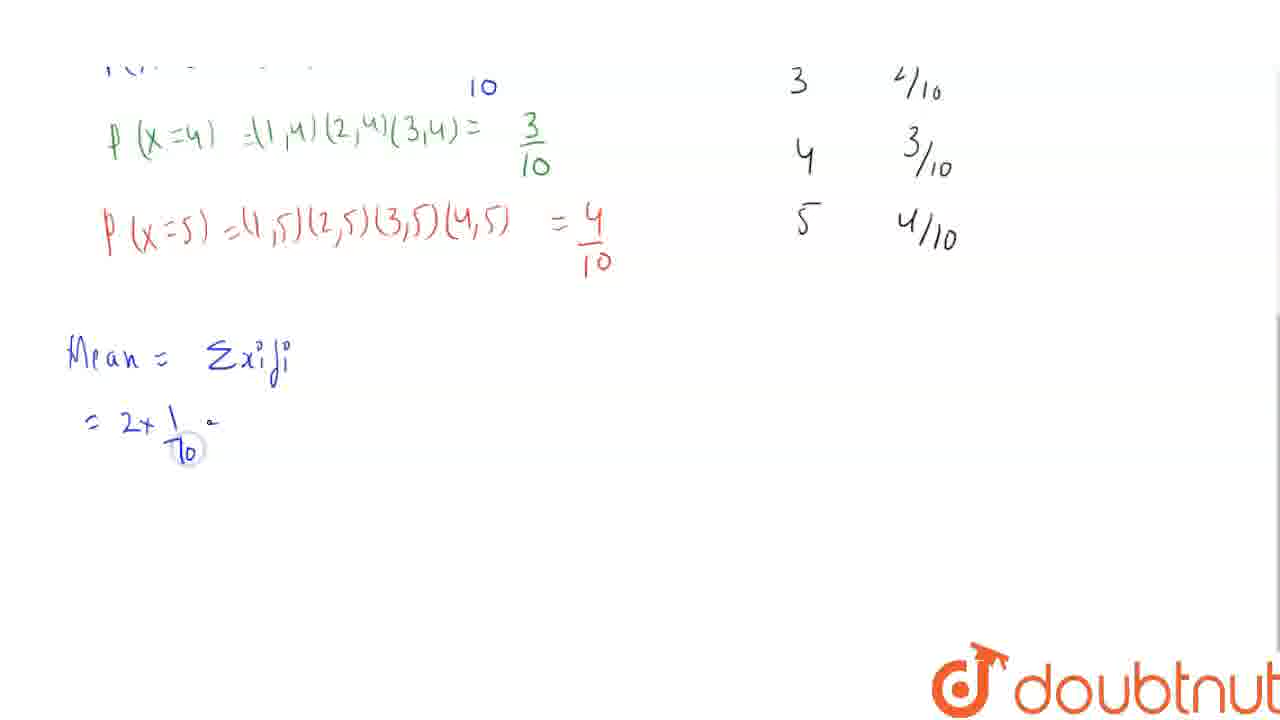 10
P(x=4) =(1,4)(2,4)(3,4)= 3/10
P(x=5) =(1,5)(2,5)(3,5)(4,5) = 4/10
3 2/10
4 3/10
5 4/10
Mean = Σxifi
= 2× 1/10
doubtnut